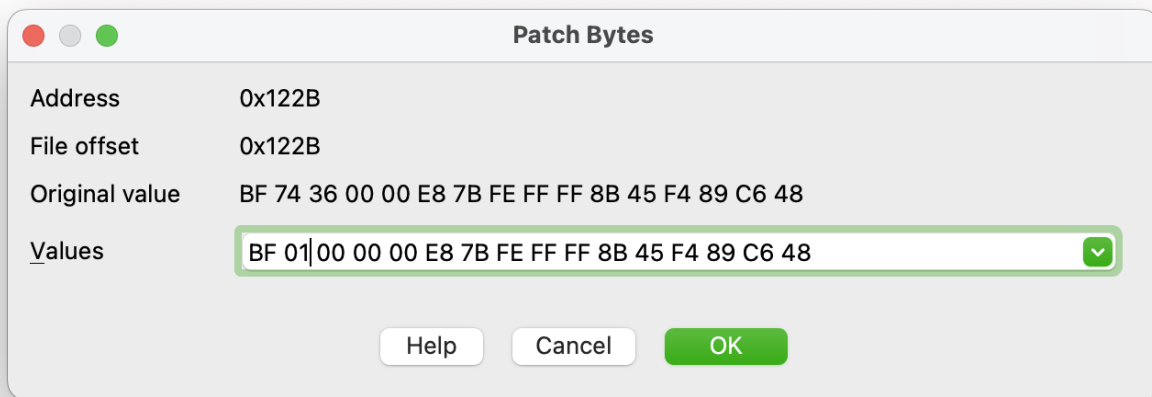 Patch Bytes
Address 0x122B
File offset 0x122B
Original value BF 74 36 00 00 E8 7B FE FF FF 8B 45 F4 89 C6 48
Values BF 01 00 00 00 E8 7B FE FF FF 8B 45 F4 89 C6 48
Help Cancel OK